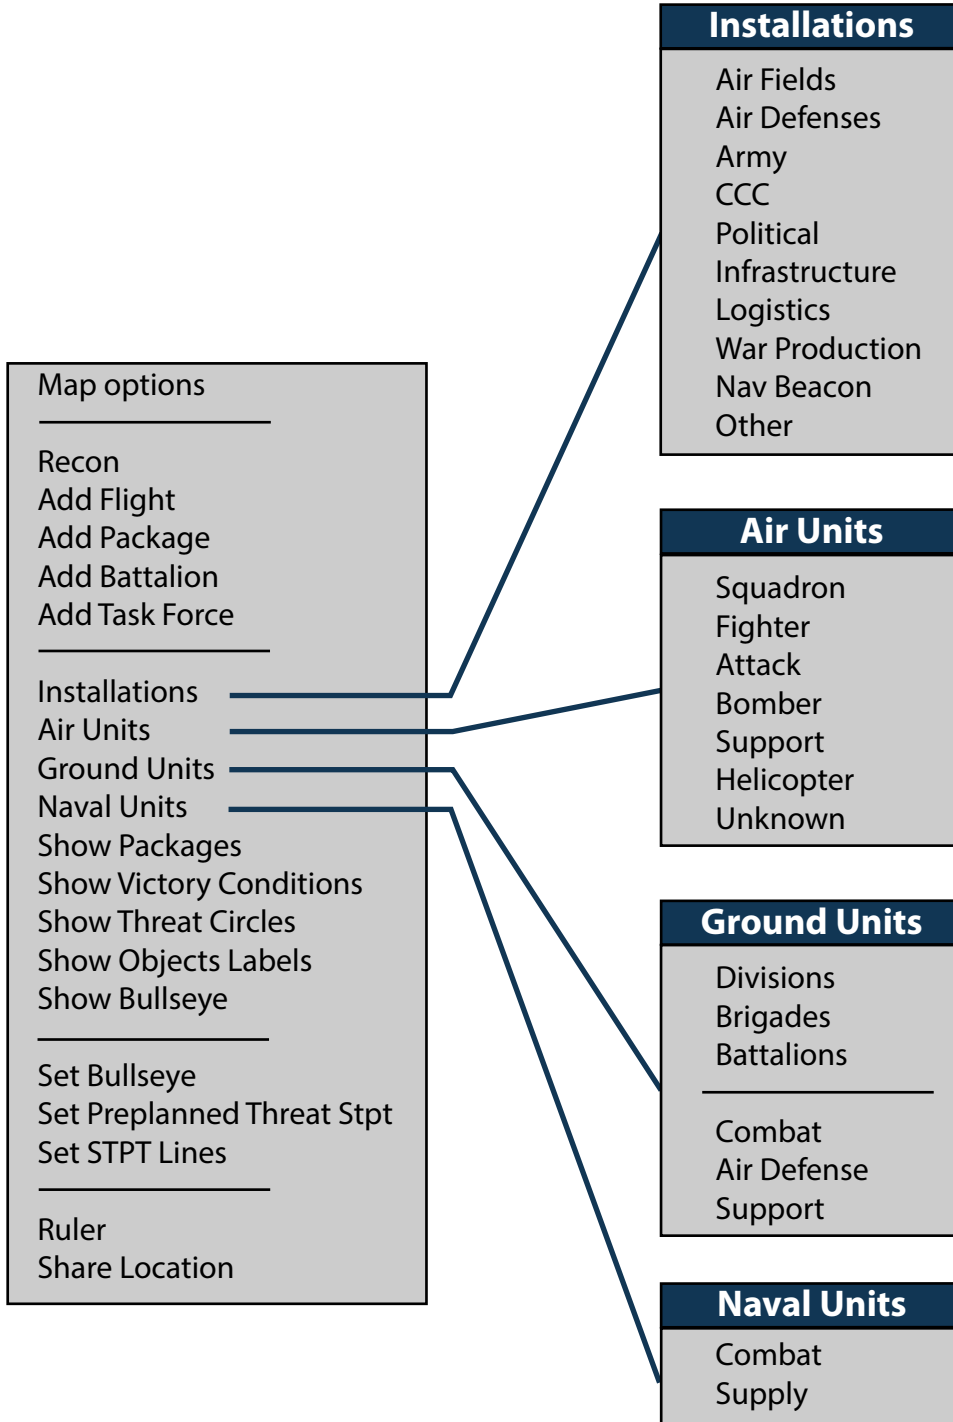 Map options
Recon
Add Flight
Add Package
Add Battalion
Add Task Force
Installations
Air Units
Ground Units
Naval Units
Show Packages
Show Victory Conditions
Show Threat Circles
Show Objects Labels
Show Bullseye
Set Bullseye
Set Preplanned Threat Stpt
Set STPT Lines
Ruler
Share Location
Installations
Air Fields
Air Defenses
Army
CCC
Political
Infrastructure
Logistics
War Production
Nav Beacon
Other
Air Units
Squadron
Fighter
Attack
Bomber
Support
Helicopter
Unknown
Ground Units
Divisions
Brigades
Battalions
Combat
Air Defense
Support
Naval Units
Combat
Supply